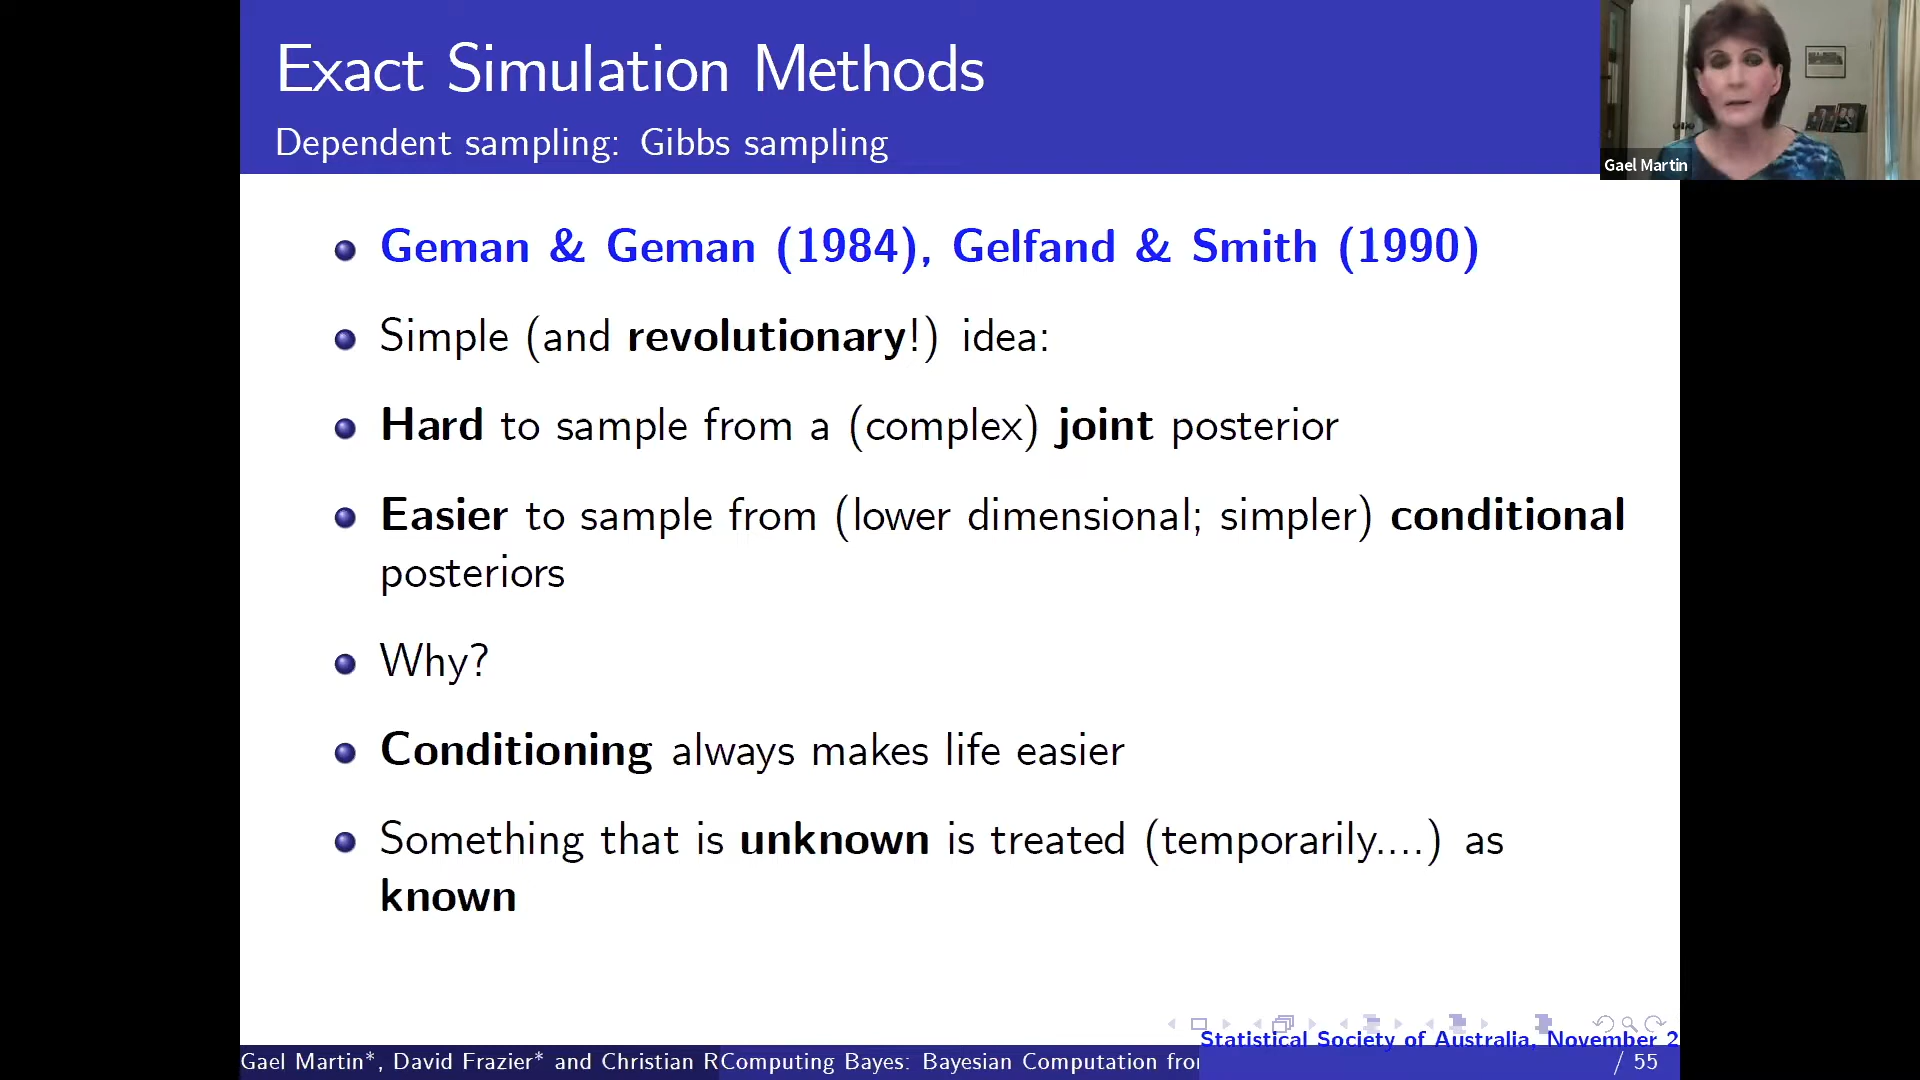 Exact Simulation Methods
Dependent sampling: Gibbs sampling
Gael Martin
Geman & Geman (1984), Gelfand & Smith (1990)
Simple (and revolutionary!) idea:
Hard to sample from a (complex) joint posterior
Easier to sample from (lower dimensional; simpler) conditional
posteriors
Why?
Conditioning always makes life easier
Something that is unknown is treated (temporarily....) as
known
Statistical Society of Australia, November 2
Gael Martin*, David Frazier* and Christian R
Computing Bayes: Bayesian Computation fro
/ 55